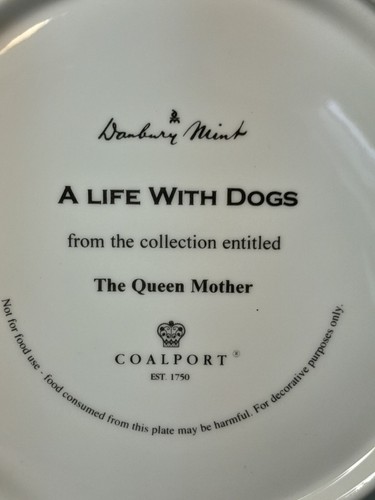 Danbury Mint
A LIFE WITH DOGS
from the collection entitled
The Queen Mother
COALPORT ®
EST. 1750
Not for food use - food consumed from this plate may be harmful. For decorative purposes only.